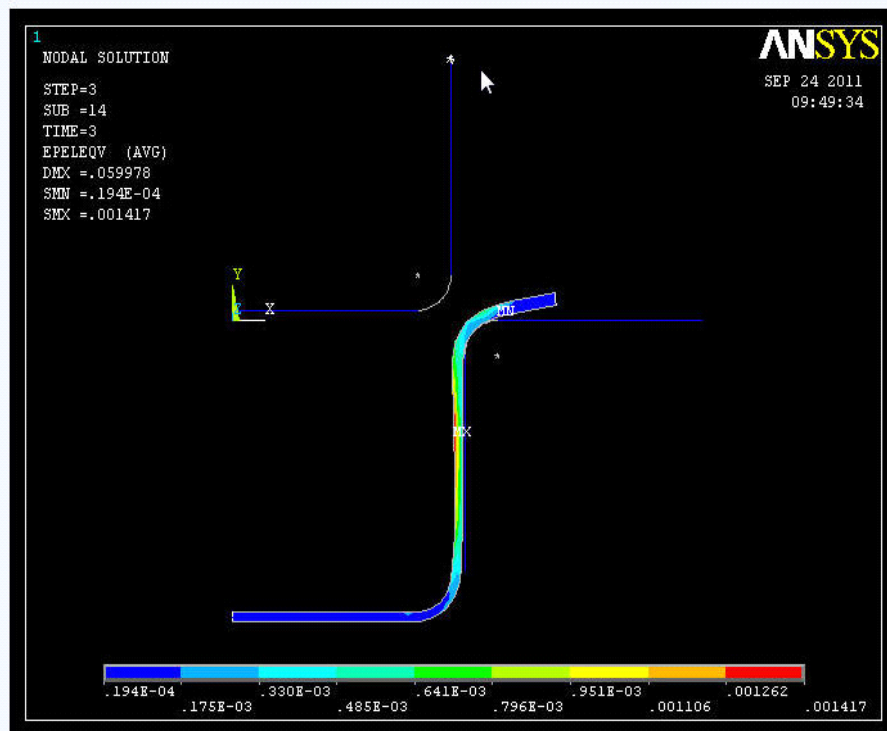 1
NODAL SOLUTION
STEP=3
SUB =14
TIME=3
EPELEQV (AVG)
DMX =.059978
SMN =.194E-04
SMX =.001417
ANSYS
SEP 24 2011
09:49:34
Y
Z X
MN
MX
.194E-04 .330E-03 .641E-03 .951E-03 .001262
.175E-03 .485E-03 .796E-03 .001106 .001417